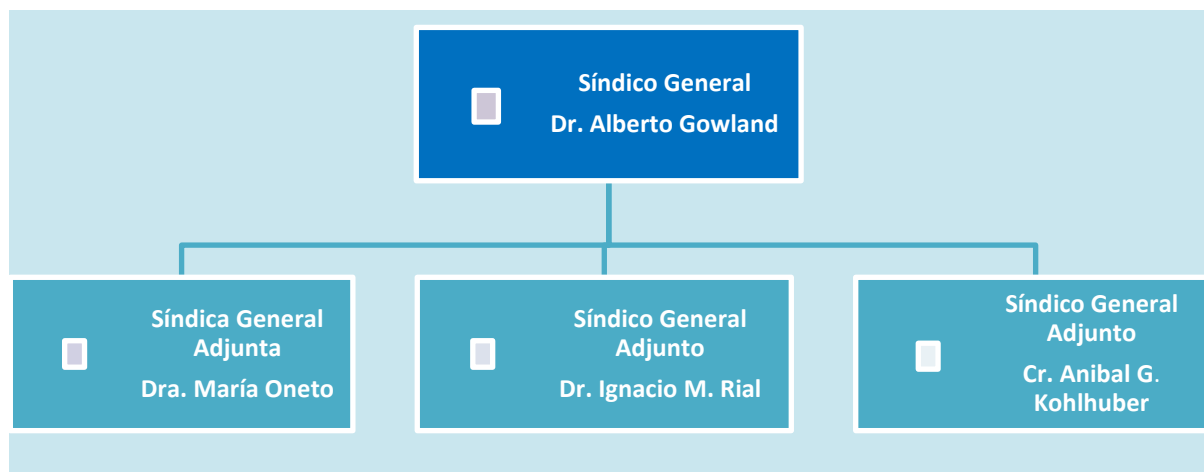 Síndico General
Dr. Alberto Gowland
Síndica General
Adjunta
Dra. María Oneto
Síndico General
Adjunto
Dr. Ignacio M. Rial
Síndico General
Adjunto
Cr. Anibal G.
Kohlhuber